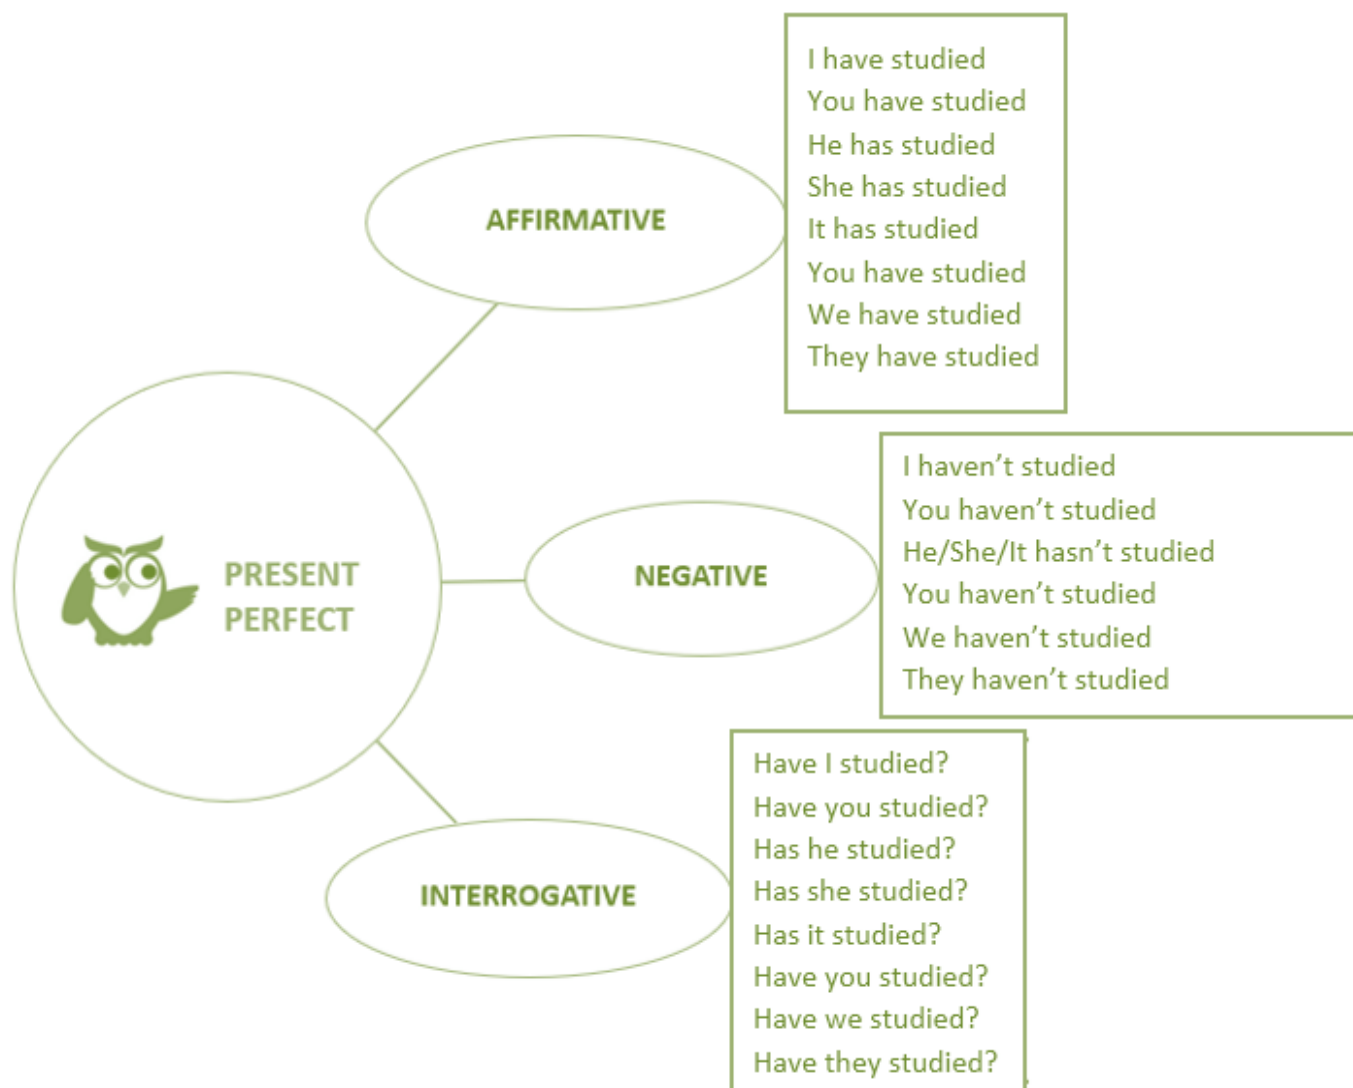 PRESENT
PERFECT
AFFIRMATIVE
I have studied
You have studied
He has studied
She has studied
It has studied
You have studied
We have studied
They have studied
NEGATIVE
I haven’t studied
You haven’t studied
He/She/It hasn’t studied
You haven’t studied
We haven’t studied
They haven’t studied
INTERROGATIVE
Have I studied?
Have you studied?
Has he studied?
Has she studied?
Has it studied?
Have you studied?
Have we studied?
Have they studied?